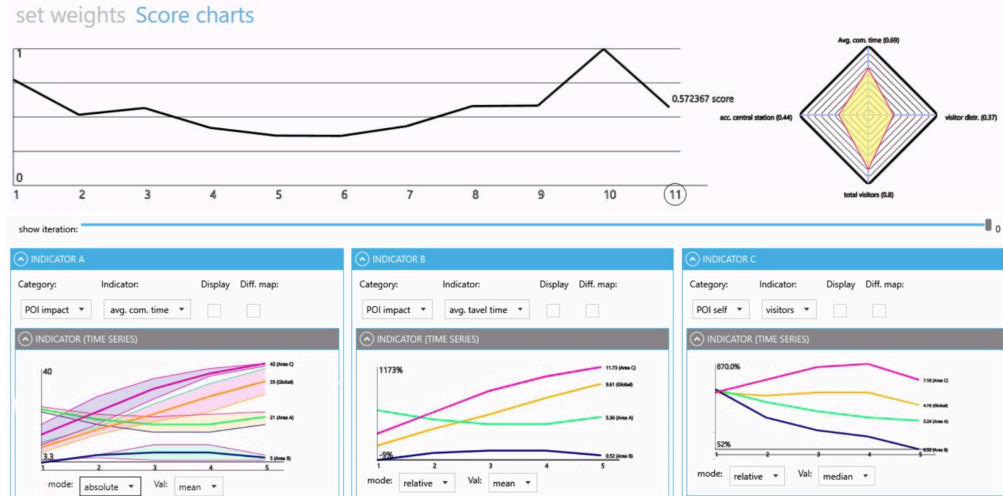 set weights Score charts
1
0
0.572367 score
1 2 3 4 5 6 7 8 9 10 11
Avg. com. time (0.69)
acc. central station (0.44)
visitor distr. (0.37)
total visitors (0.8)
show iteration:
0
INDICATOR A
Category: Indicator: Display Diff. map:
POI impact avg. com. time
INDICATOR (TIME SERIES)
40
3.3
42 (Area C)
35 (Global)
21 (Area A)
5 (Area B)
1 2 3 4 5
mode: absolute Val: mean
INDICATOR B
Category: Indicator: Display Diff. map:
POI impact avg. tavel time
INDICATOR (TIME SERIES)
1173%
-9%
11.73 (Area C)
9.61 (Global)
5.36 (Area A)
0.52 (Area B)
1 2 3 4 5
mode: relative Val: mean
INDICATOR C
Category: Indicator: Display Diff. map:
POI self visitors
INDICATOR (TIME SERIES)
870.0%
52%
7.10 (Area C)
4.76 (Global)
3.24 (Area A)
(Area B)
1 2 3 4 5
mode: relative Val: median